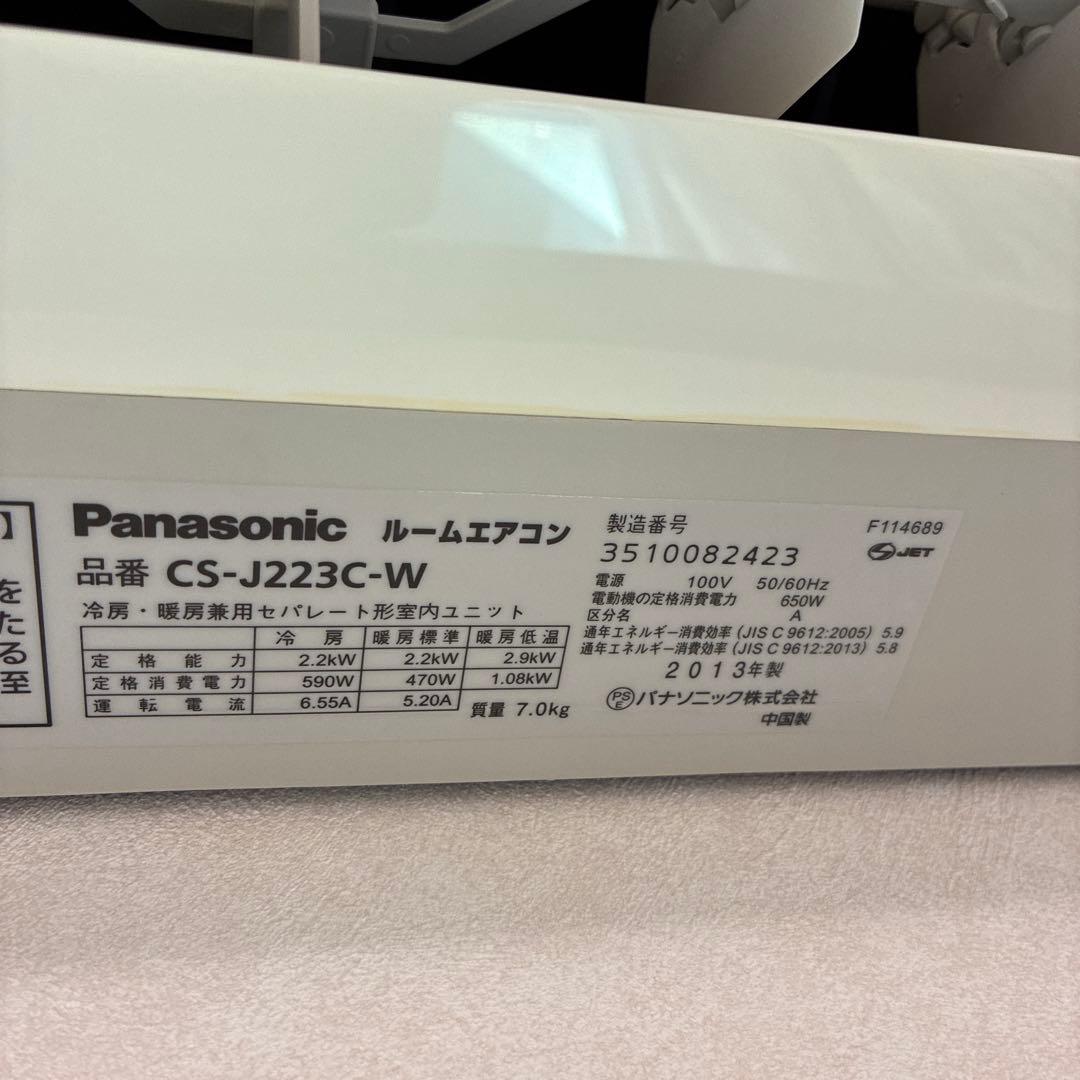 】
を
た
る
至
Panasonic ルームエアコン
品番 CS-J223C-W
冷房・暖房兼用セパレート形室内ユニット
冷房 暖房標準 暖房低温
定格能力 2.2kW 2.2kW 2.9kW
定格消費電力 590W 470W 1.08kW
運転電流 6.55A 5.20A
質量 7.0kg
製造番号 F114689
3510082423 JET
電源 100V 50/60Hz
電動機の定格消費電力 650W
区分名 A
通年エネルギー消費効率 (JIS C 9612:2005) 5.9
通年エネルギー消費効率 (JIS C 9612:2013) 5.8
2013年製
PSE パナソニック株式会社
中国製